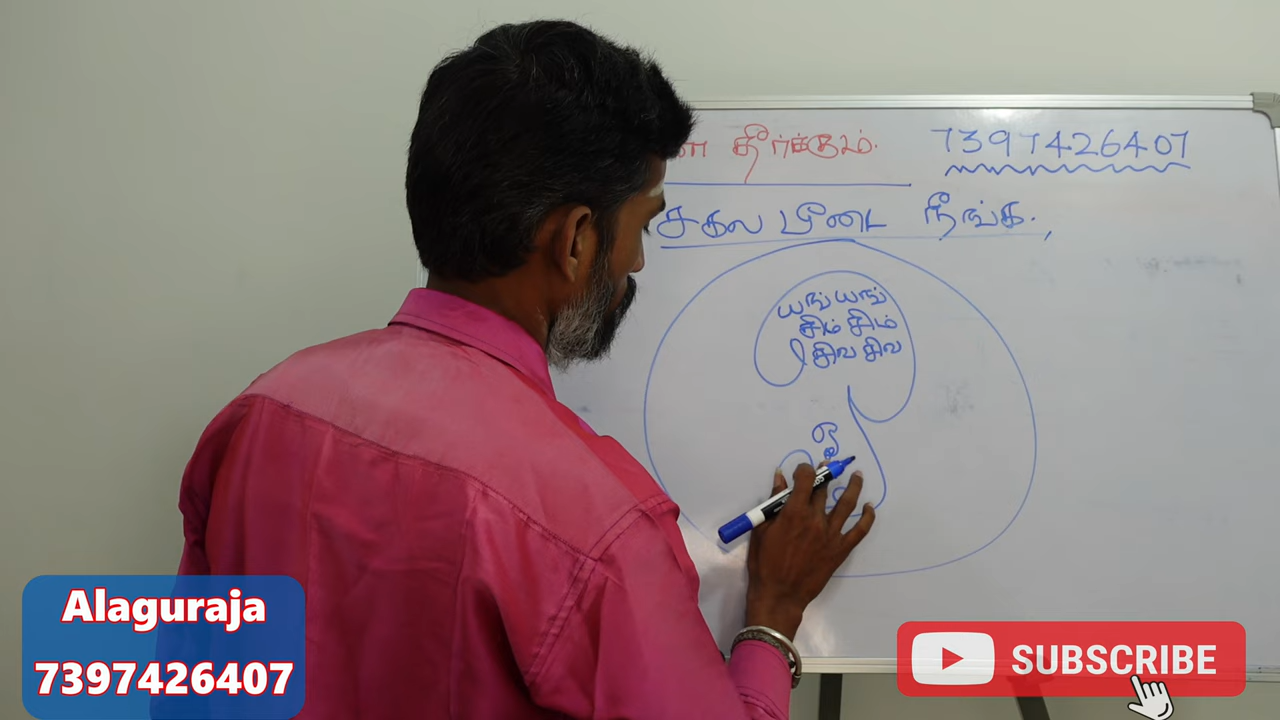 தீர்க்கும். 7397426407
சகல பீடை நீங்க.,
யங் யங்
சிம் சிம்
சிவ சிவ
ஓ
Alaguraja
7397426407
SUBSCRIBE